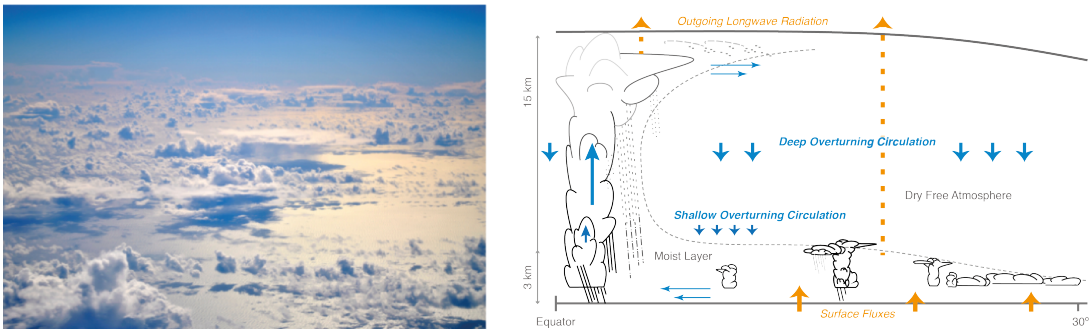 Outgoing Longwave Radiation
15 km
Deep Overturning Circulation
Dry Free Atmosphere
Shallow Overturning Circulation
Moist Layer
3 km
Surface Fluxes
Equator
30°